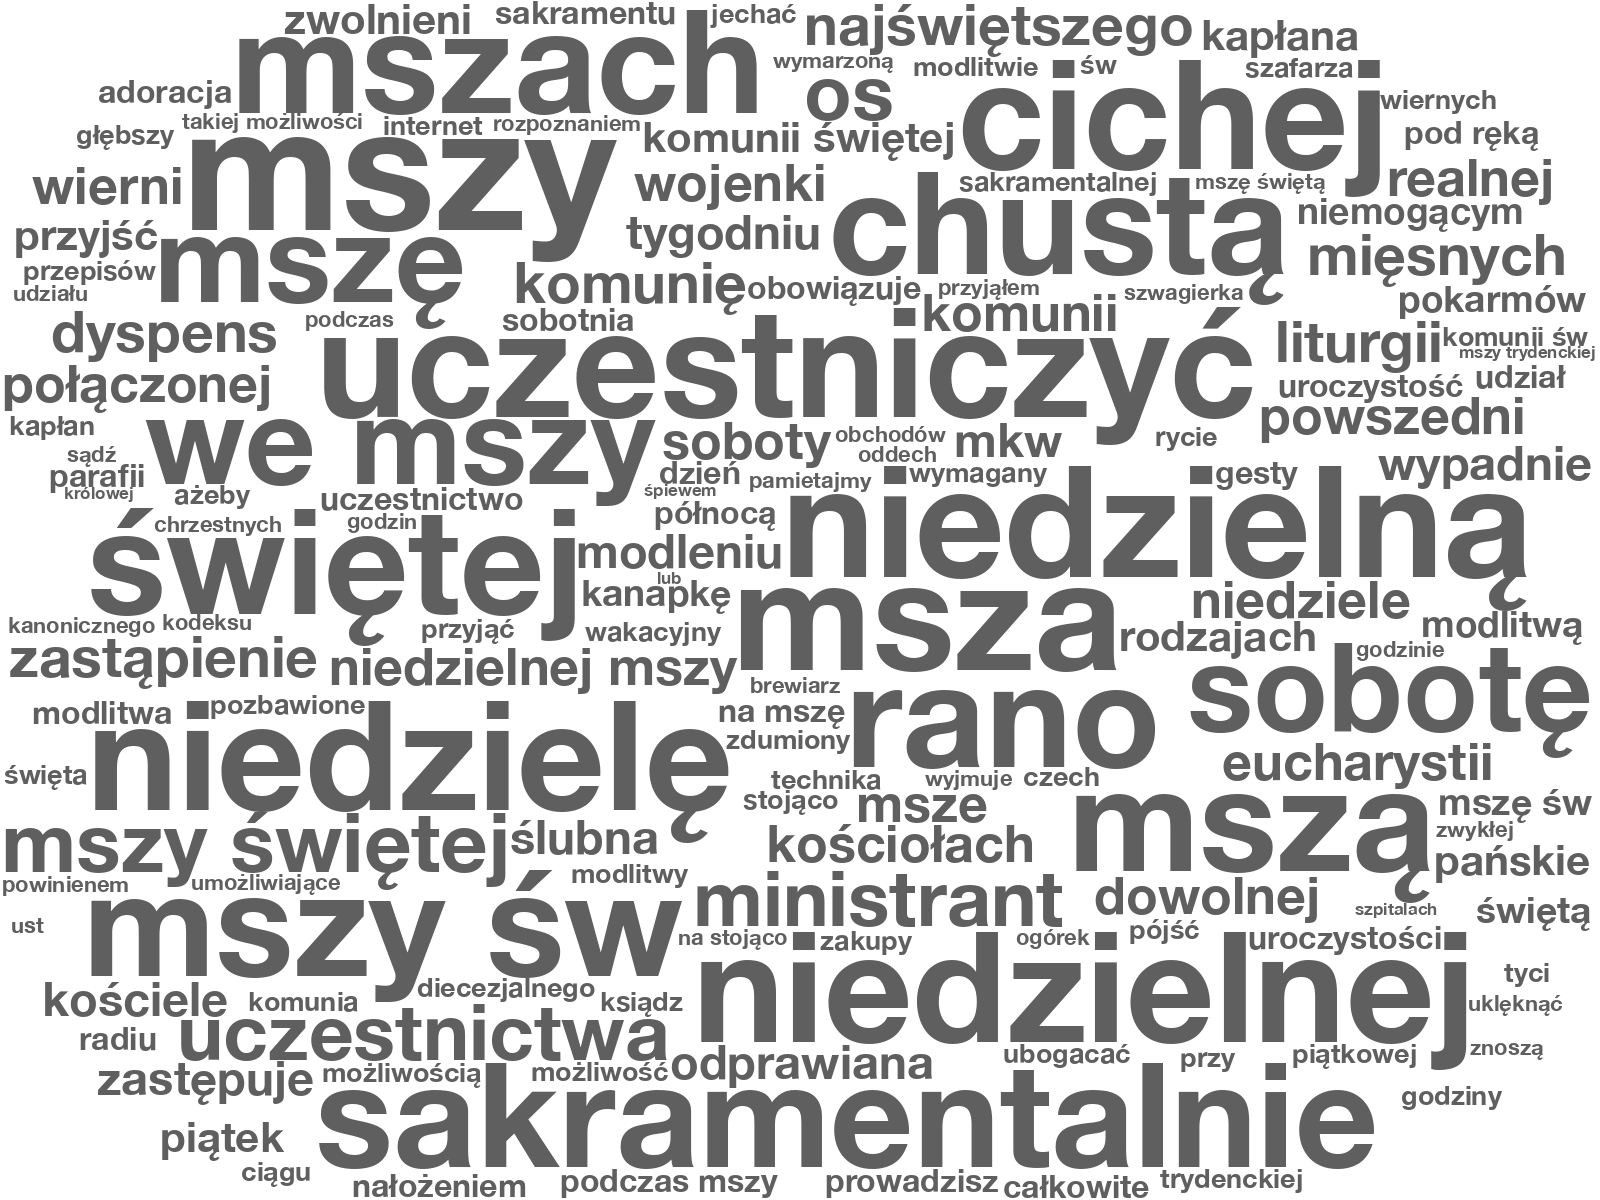 zwolnieni sakramentu jechać najświętszego kapłana
mszach wymarzoną modlitwie św szafarza
adoracja os cichej wiernych
głębszy takiej możliwości internet rozpoznaniem komunii świętej pod ręką
mszy wierni wojenki sakramentalnej mszę świętą realnej
chustą niemogącym
przyjść mszę tygodniu mięsnych
przepisów komunię obowiązuje przyjąłem szwagierka pokarmów
udziału podczas sobotnia komunii
dyspens uczestniczyć liturgii komunii św
mszy trydenckiej
połączonej uroczystość udział
kapłan we mszy soboty obchodów mkw rycie powszedni
sądź oddech
parafii dzień pamietajmy wymagany gesty wypadnie
królowej ażeby uczestnictwo śpiewem
chrzestnych godzin północą niedzielną
świętej modleniu
lub
kanapkę msza niedziele
kanonicznego kodeksu przyjąć wakacyjny rodzajach modlitwą
zastąpienie niedzielnej mszy godzinie
brewiarz rano sobotę
modlitwa pozbawione na mszę
niedzielę zdumiony
święta technika wyjmuje czech eucharystii
stojąco msze mszą mszę św
mszy świętej ślubna kościołach zwykłej
pańskie
powinienem umożliwiające modlitwy
mszy św ministrant dowolnej szpitalach świętą
ust na stojąco zakupy ogórek pójść uroczystości
niedzielnej tyci
kościele komunia diecezjalnego ksiądz uklęknąć
radiu uczestnictwa
odprawiana ubogacać przy piątkowej znoszą
zastępuje możliwością możliwość
sakramentalnie godziny
piątek
ciągu nałożeniem podczas mszy prowadzisz całkowite trydenckiej